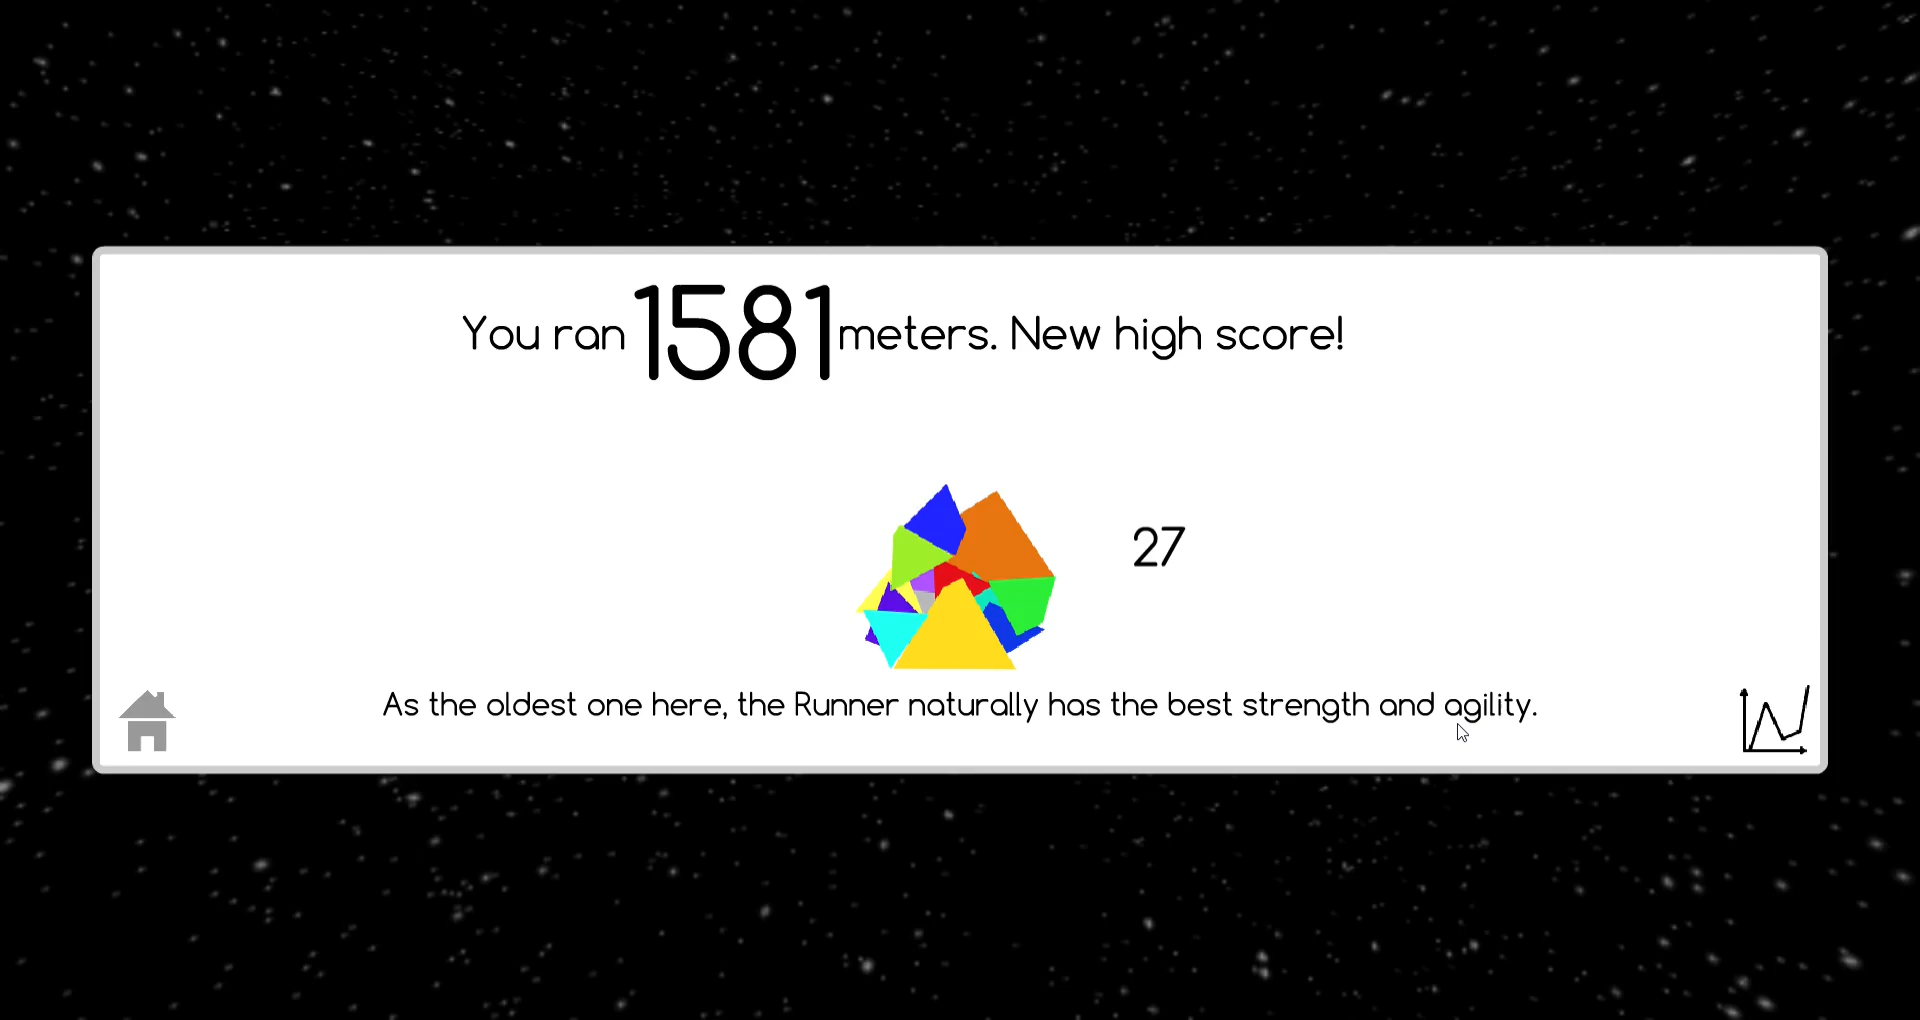 You ran 1581 meters. New high score!
27
As the oldest one here, the Runner naturally has the best strength and agility.